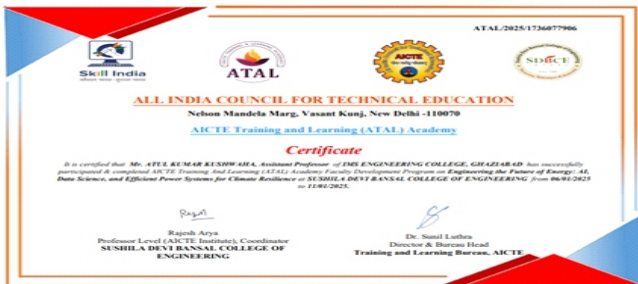 ATAL/2025/1736077906
Skill India
ATAL
AICTE
SDBCE
ALL INDIA COUNCIL FOR TECHNICAL EDUCATION
Nelson Mandela Marg, Vasant Kunj, New Delhi -110070
AICTE Training and Learning (ATAL) Academy
Certificate
It is certified that Mr. ATUL KUMAR KUSHWAHA, Assistant Professor of IMS ENGINEERING COLLEGE, GHAZIABAD has successfully
participated & completed AICTE Training And Learning (ATAL) Academy Faculty Development Program on Engineering the Future of Energy: AI,
Data Science, and Efficient Power Systems for Climate Resilience at SUSHILA DEVI BANSAL COLLEGE OF ENGINEERING from 06/01/2025
to 11/01/2025.
Rajesh Arya
Professor Level (AICTE Institute), Coordinator
SUSHILA DEVI BANSAL COLLEGE OF
ENGINEERING
Dr. Sunil Luthra
Director & Bureau Head
Training and Learning Bureau, AICTE